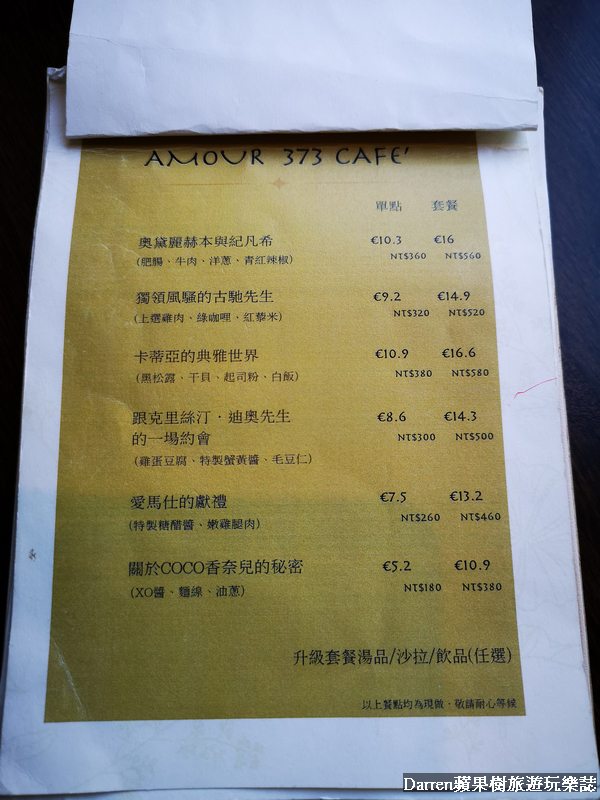 AMOUR 373 CAFE'
單點 套餐
奧黛麗赫本與紀凡希 €10.3 €16
(肥腸、牛肉、洋蔥、青紅辣椒) NT$360 NT$560
獨領風騷的古馳先生 €9.2 €14.9
(上選雞肉、綠咖哩、紅藜米) NT$320 NT$520
卡蒂亞的典雅世界 €10.9 €16.6
(黑松露、干貝、起司粉、白飯) NT$380 NT$580
跟克里絲汀·迪奧先生 €8.6 €14.3
的一場約會 NT$300 NT$500
(雞蛋豆腐、特製蟹黃醬、毛豆仁)
愛馬仕的獻禮 €7.5 €13.2
(特製糖醋醬、嫩雞腿肉) NT$260 NT$460
關於COCO香奈兒的秘密 €5.2 €10.9
(XO醬、麵線、油蔥) NT$180 NT$380
升級套餐湯品/沙拉/飲品(任選)
以上餐點均為現做，敬請耐心等候
Darren蘋果樹旅遊玩樂誌